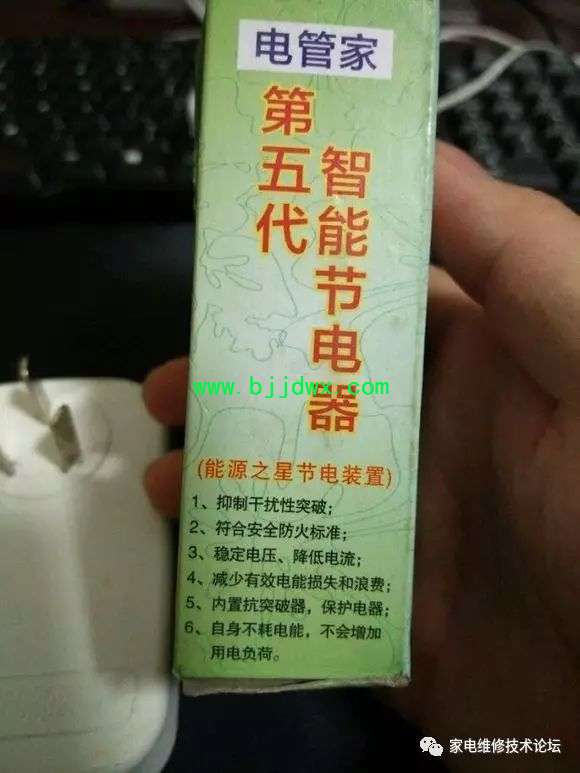 电管家
第五代
智能节电器
www.bjjdwx.com
(能源之星节电装置)
1、抑制干扰性突破;
2、符合安全防火标准;
3、稳定电压、降低电流;
4、减少有效电能损失和浪费;
5、内置抗突破器，保护电器;
6、自身不耗电能，不会增加
用电负荷。
家电维修技术论坛